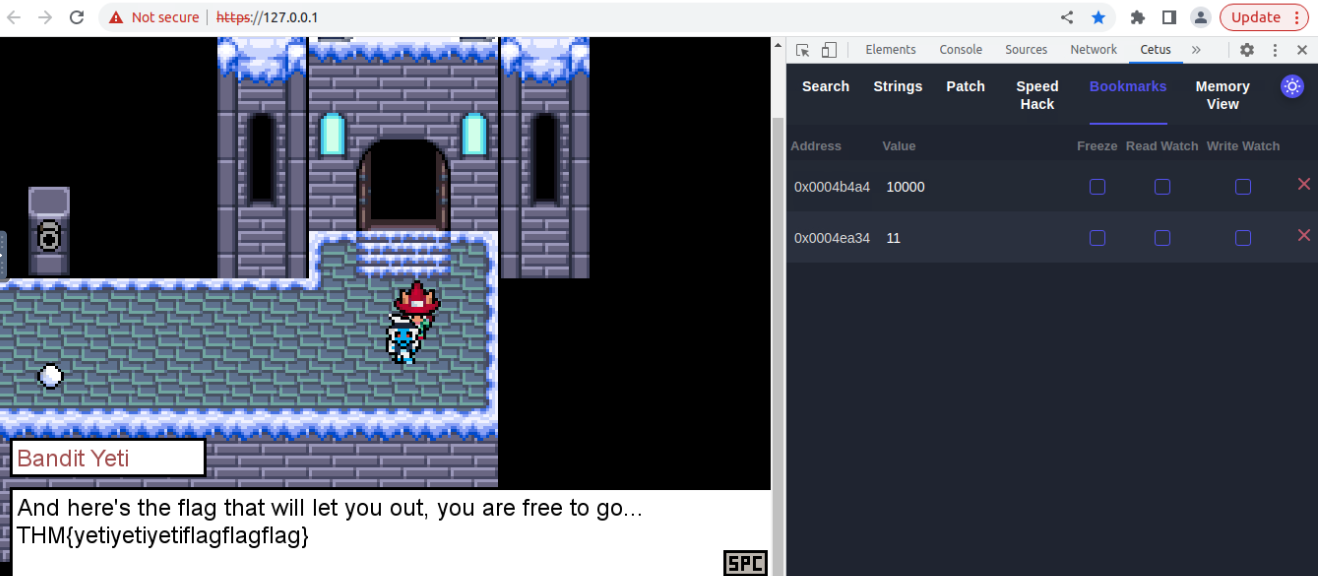 Not secure | https://127.0.0.1
Update
Elements Console Sources Network Cetus »
Search Strings Patch Speed Hack Bookmarks Memory View
Address Value Freeze Read Watch Write Watch
0x0004b4a4 10000
0x0004ea34 11
Bandit Yeti
And here's the flag that will let you out, you are free to go...
THM{yetiyetiyetiflagflagflag}
SPC